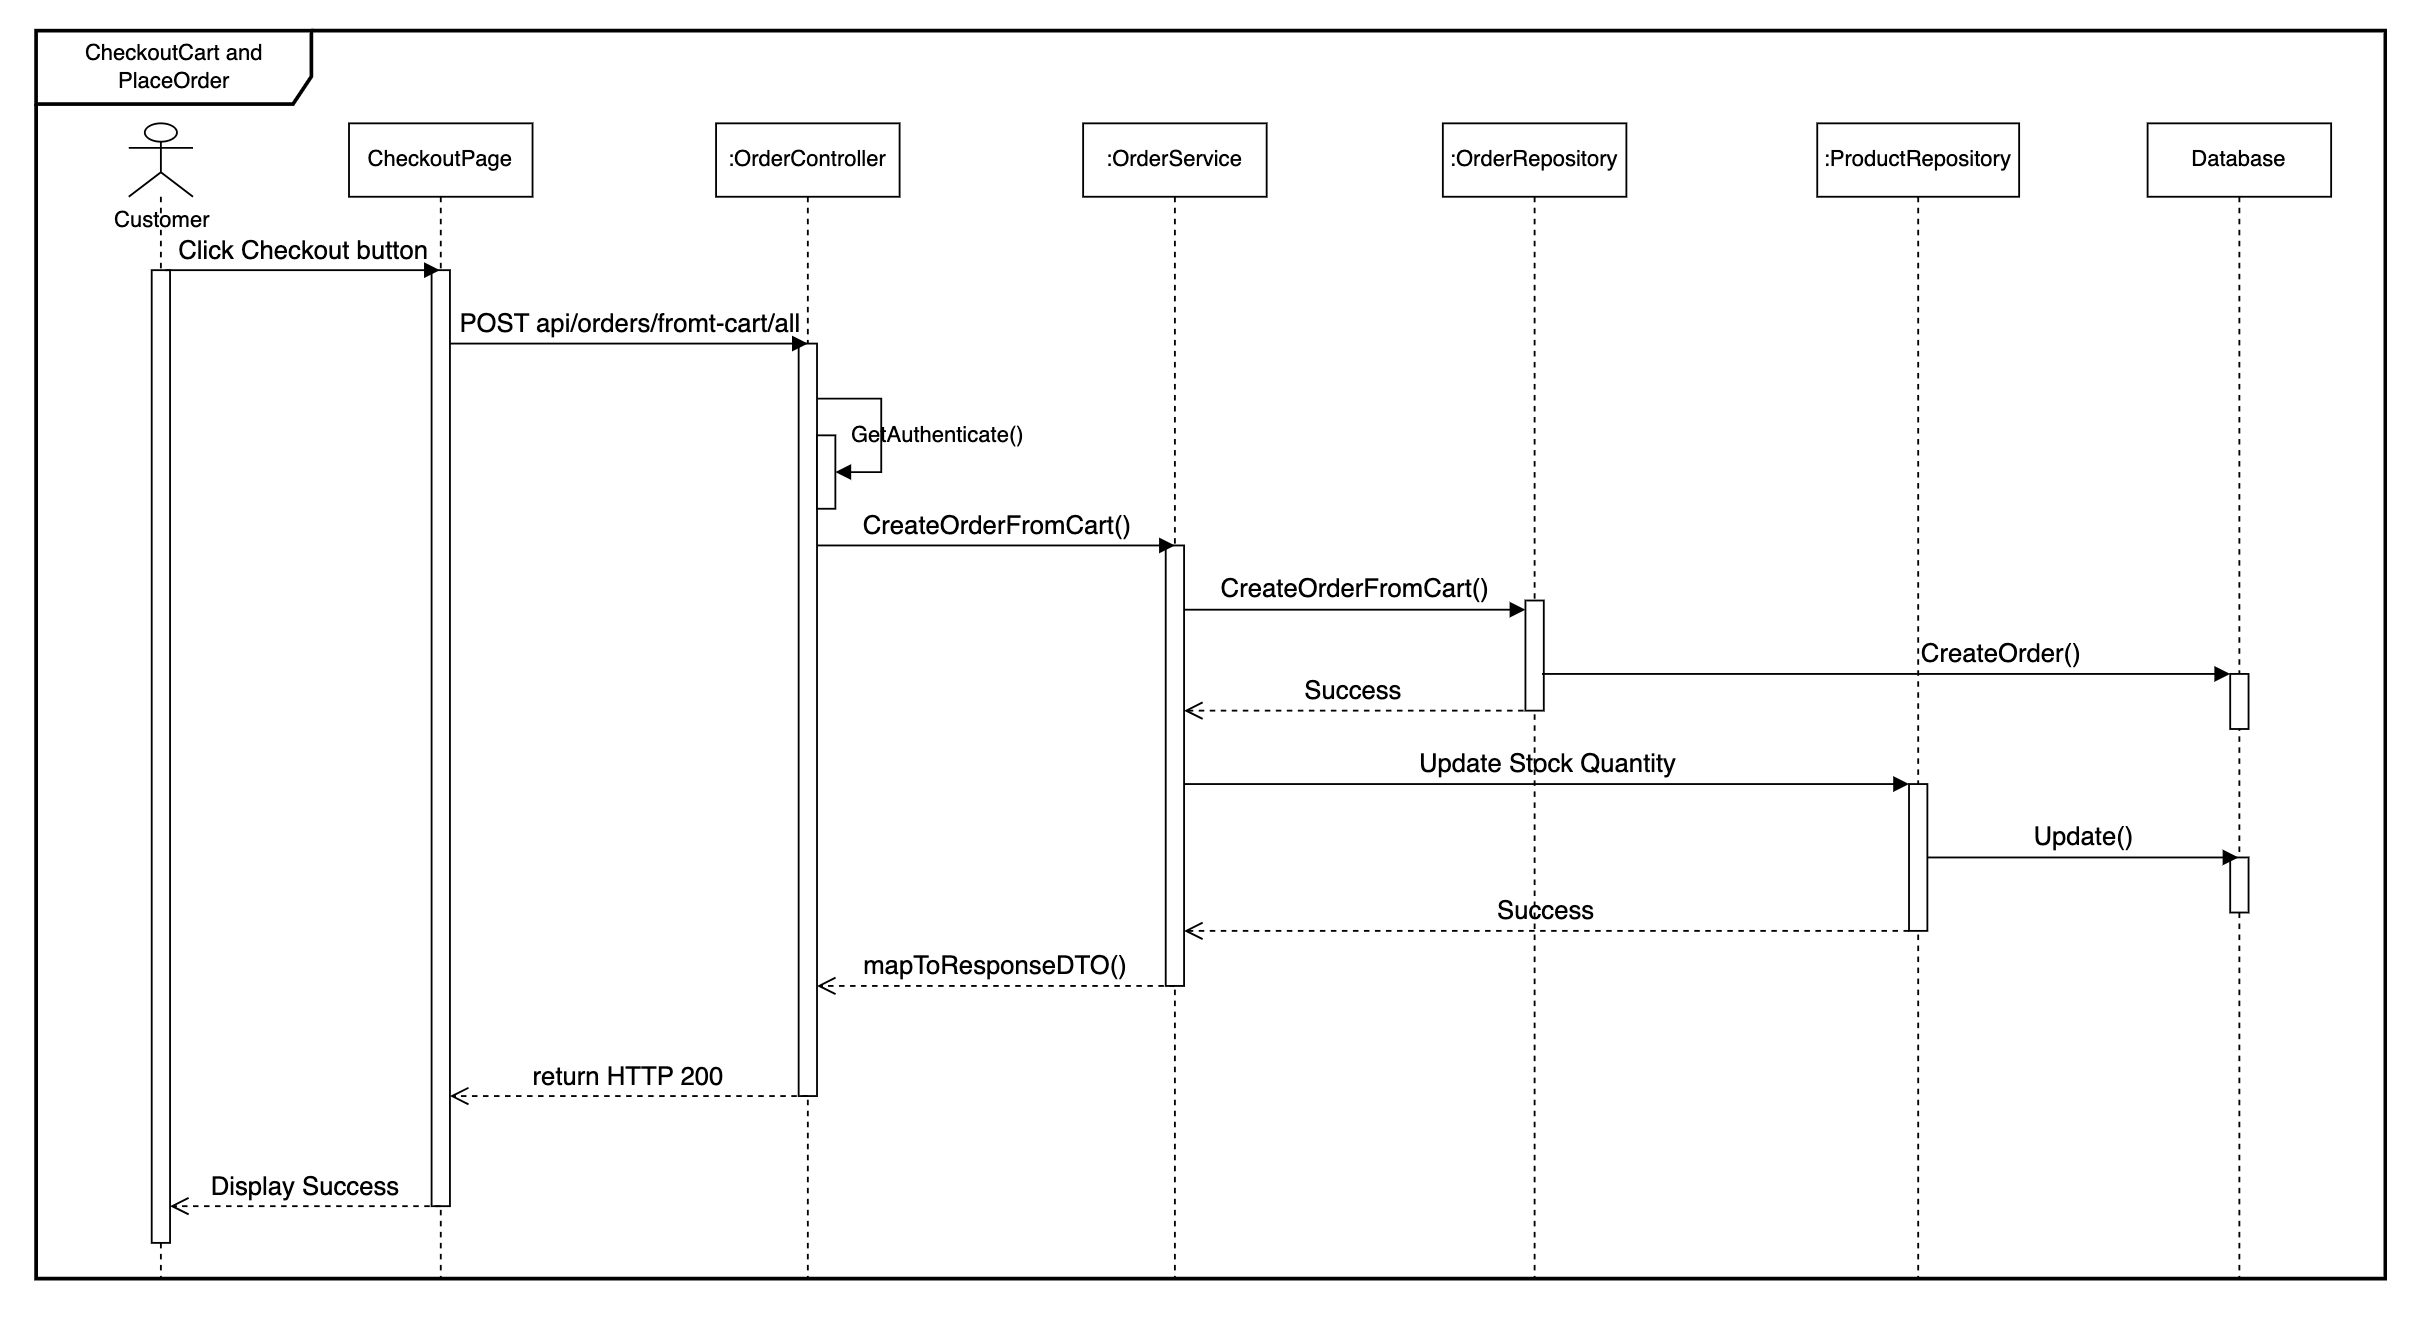 CheckoutCart and
PlaceOrder
Customer
CheckoutPage
:OrderController
:OrderService
:OrderRepository
:ProductRepository
Database
Click Checkout button
POST api/orders/fromt-cart/all
GetAuthenticate()
CreateOrderFromCart()
CreateOrderFromCart()
CreateOrder()
Success
Update Stock Quantity
Update()
Success
mapToResponseDTO()
return HTTP 200
Display Success